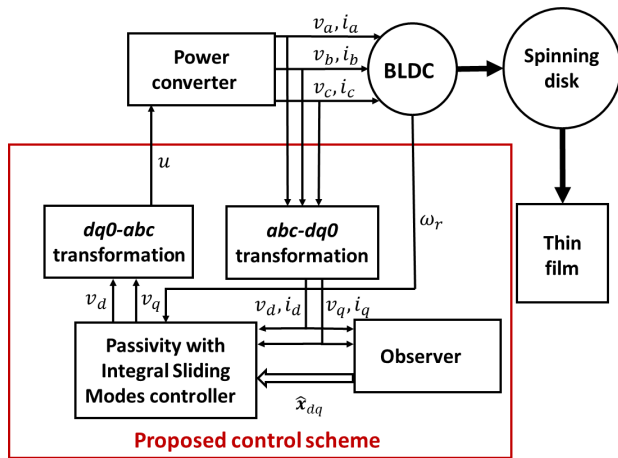 v_a, i_a
Power
converter
v_b, i_b
v_c, i_c
BLDC
Spinning
disk
u
dq0-abc
transformation
abc-dq0
transformation
ω_r
Thin
film
v_d
v_q
v_d, i_d
v_q, i_q
Passivity with
Integral Sliding
Modes controller
Observer
x̂_dq
Proposed control scheme